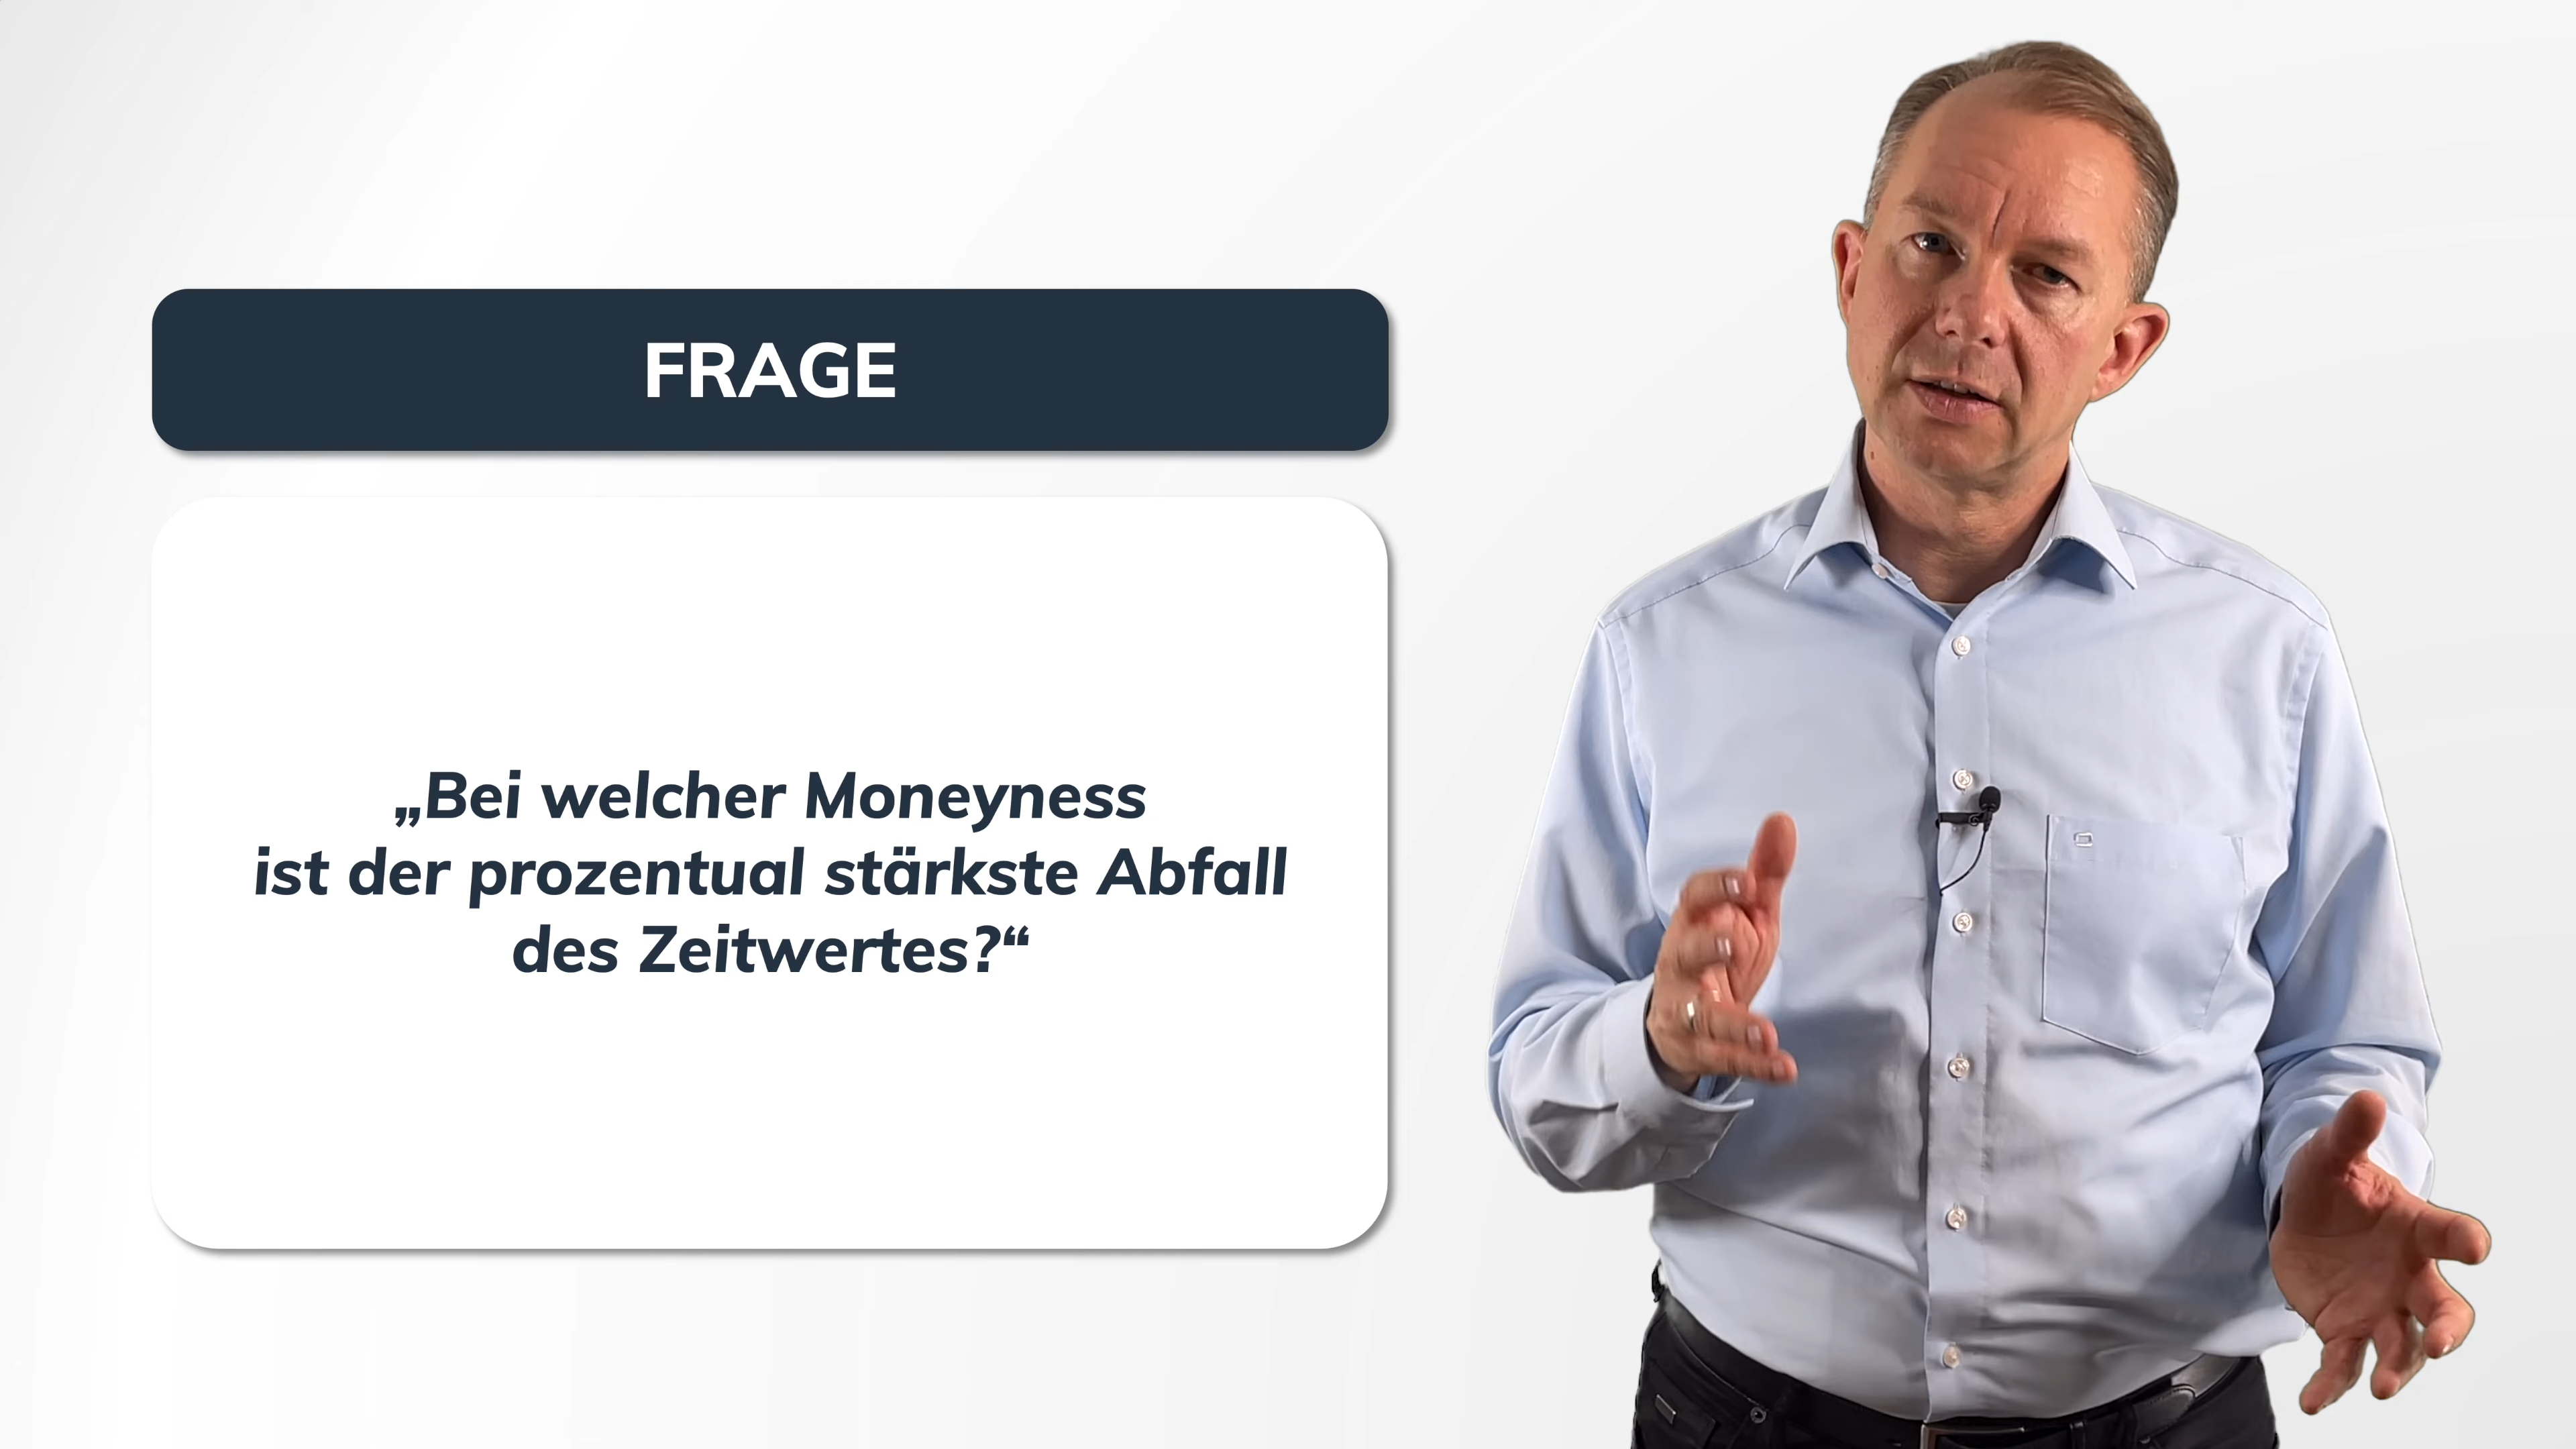 FRAGE
„Bei welcher Moneyness
ist der prozentual stärkste Abfall
des Zeitwertes?“